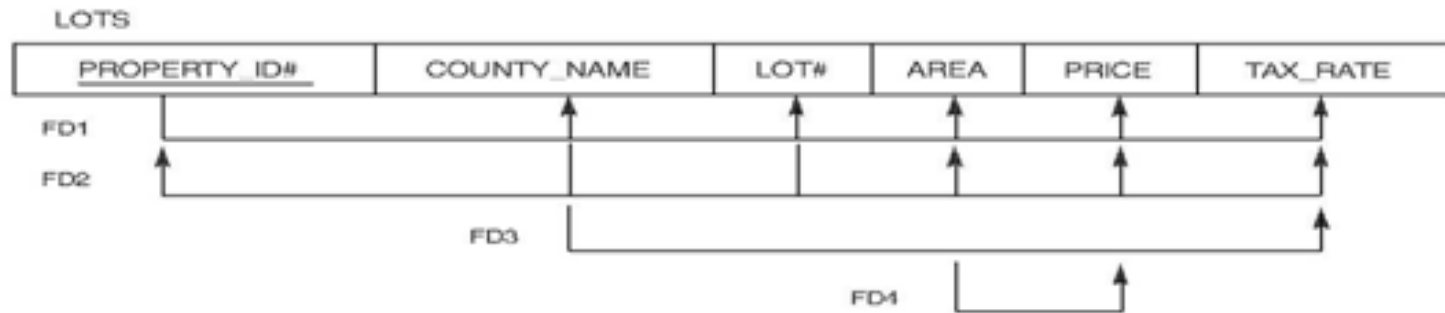 LOTS
PROPERTY_ID# COUNTY_NAME LOT# AREA PRICE TAX_RATE
FD1
FD2
FD3
FD4